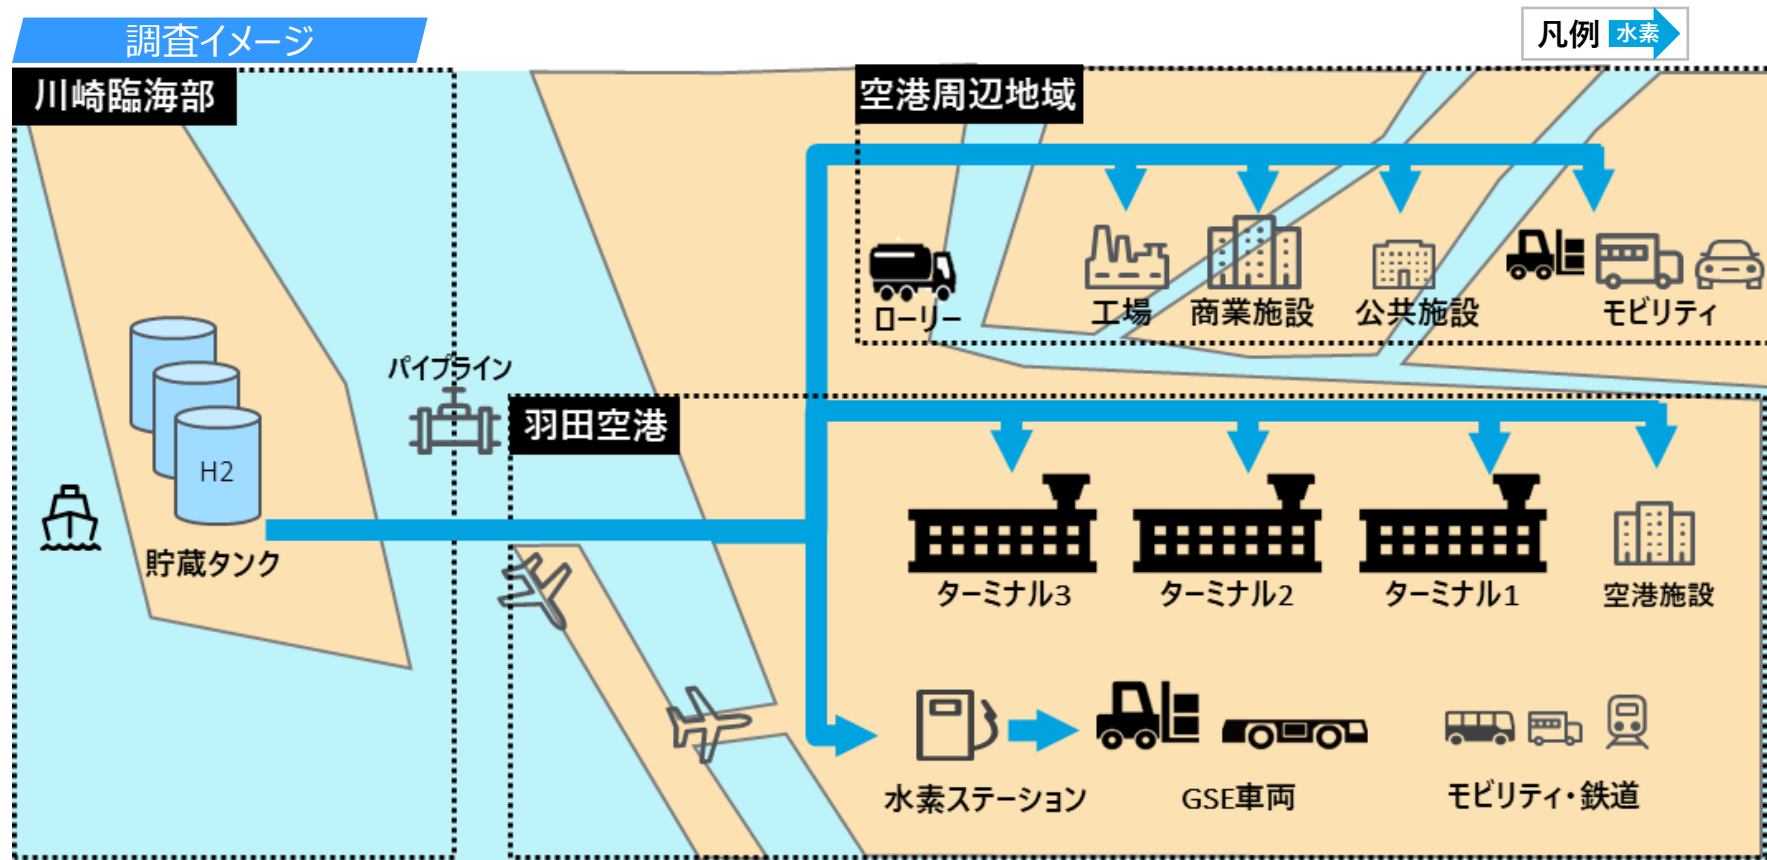 調査イメージ
凡例 水素
川崎臨海部
空港周辺地域
ローリー
工場
商業施設
公共施設
モビリティ
パイプライン
羽田空港
H2
貯蔵タンク
ターミナル3
ターミナル2
ターミナル1
空港施設
水素ステーション
GSE車両
モビリティ・鉄道